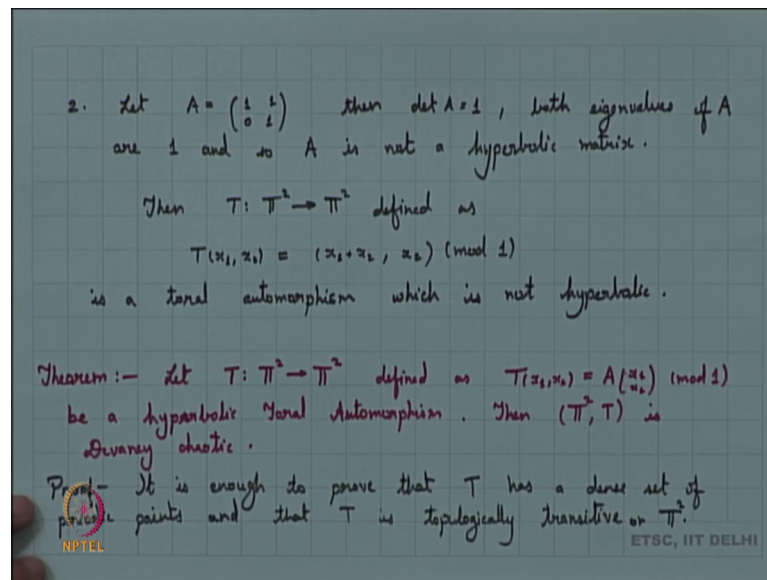 2. Let A = (1 1 / 0 1) then det A = 1, both eigenvalues of A
are 1 and so A is not a hyperbolic matrix.
Then T : 𝕋² → 𝕋² defined as
T(x₁, x₂) = (x₁+x₂, x₂) (mod 1)
is a toral automorphism which is not hyperbolic.
Theorem :- Let T : 𝕋² → 𝕋² defined as T(x₁,x₂) = A(x₁ / x₂) (mod 1)
be a hyperbolic Toral Automorphism. Then (𝕋², T) is
Devaney chaotic.
Proof- It is enough to prove that T has a dense set of
periodic points and that T is topologically transitive on 𝕋².
NPTEL
ETSC, IIT DELHI